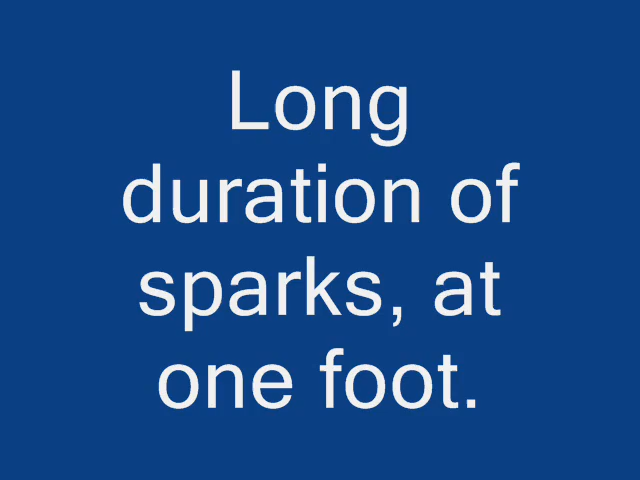 Long
duration of
sparks, at
one foot.